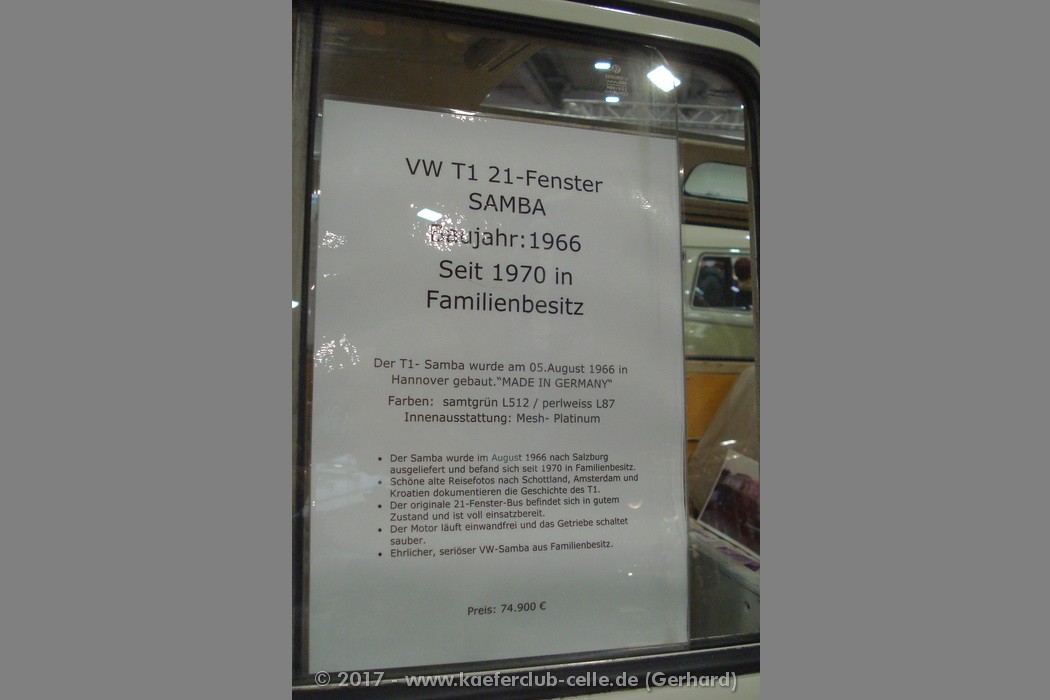 VW T1 21-Fenster
SAMBA
Baujahr:1966
Seit 1970 in
Familienbesitz
Der T1- Samba wurde am 05.August 1966 in
Hannover gebaut."MADE IN GERMANY"
Farben: samtgrün L512 / perlweiss L87
Innenausstattung: Mesh- Platinum
• Der Samba wurde im August 1966 nach Salzburg
ausgeliefert und befand sich seit 1970 in Familienbesitz.
• Schöne alte Reisefotos nach Schottland, Amsterdam und
Kroatien dokumentieren die Geschichte des T1.
• Der originale 21-Fenster-Bus befindet sich in gutem
Zustand und ist voll einsatzbereit.
• Der Motor läuft einwandfrei und das Getriebe schaltet
sauber.
• Ehrlicher, seriöser VW-Samba aus Familienbesitz.
Preis: 74.900 €
© 2017 - www.kaeferclub-celle.de (Gerhard)